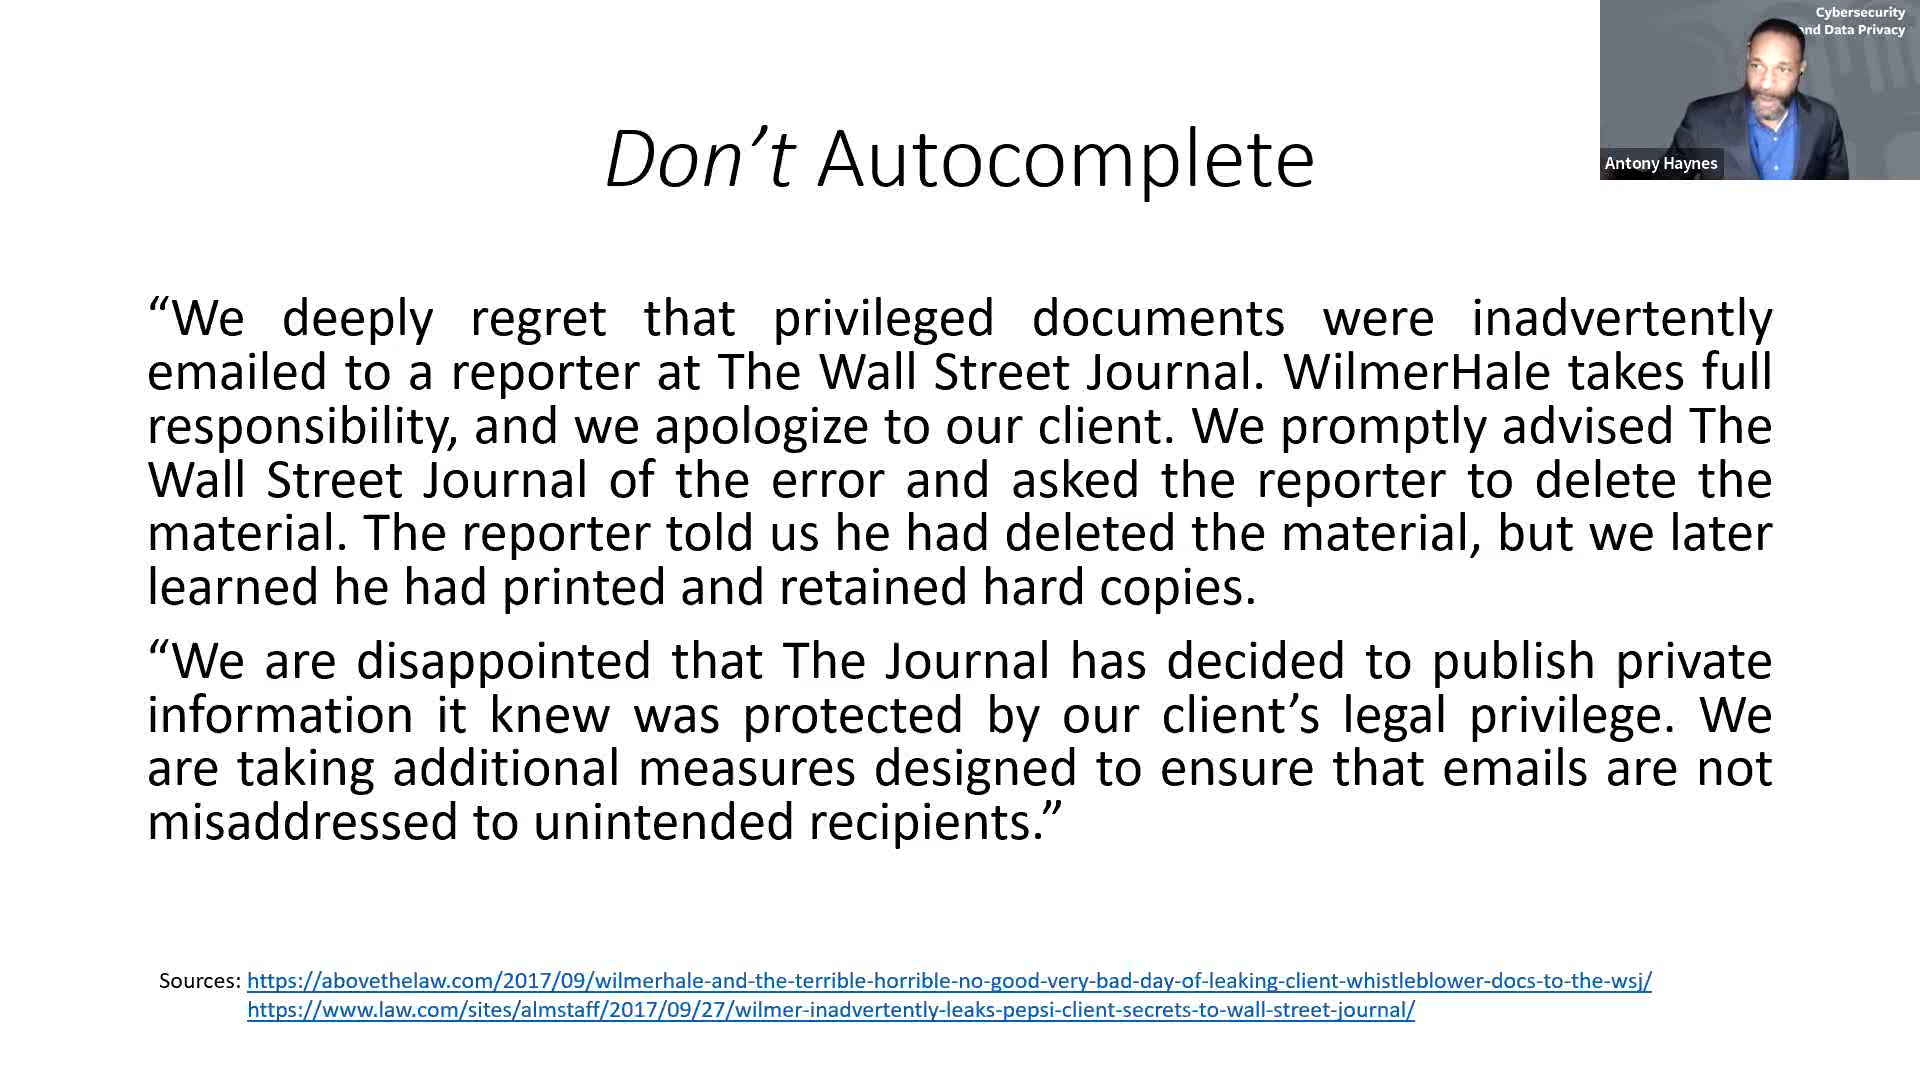 Cybersecurity
and Data Privacy
Antony Haynes
Don’t Autocomplete
“We deeply regret that privileged documents were inadvertently
emailed to a reporter at The Wall Street Journal. WilmerHale takes full
responsibility, and we apologize to our client. We promptly advised The
Wall Street Journal of the error and asked the reporter to delete the
material. The reporter told us he had deleted the material, but we later
learned he had printed and retained hard copies.
“We are disappointed that The Journal has decided to publish private
information it knew was protected by our client’s legal privilege. We
are taking additional measures designed to ensure that emails are not
misaddressed to unintended recipients.”
Sources: https://abovethelaw.com/2017/09/wilmerhale-and-the-terrible-horrible-no-good-very-bad-day-of-leaking-client-whistleblower-docs-to-the-wsj/
https://www.law.com/sites/almstaff/2017/09/27/wilmer-inadvertently-leaks-pepsi-client-secrets-to-wall-street-journal/